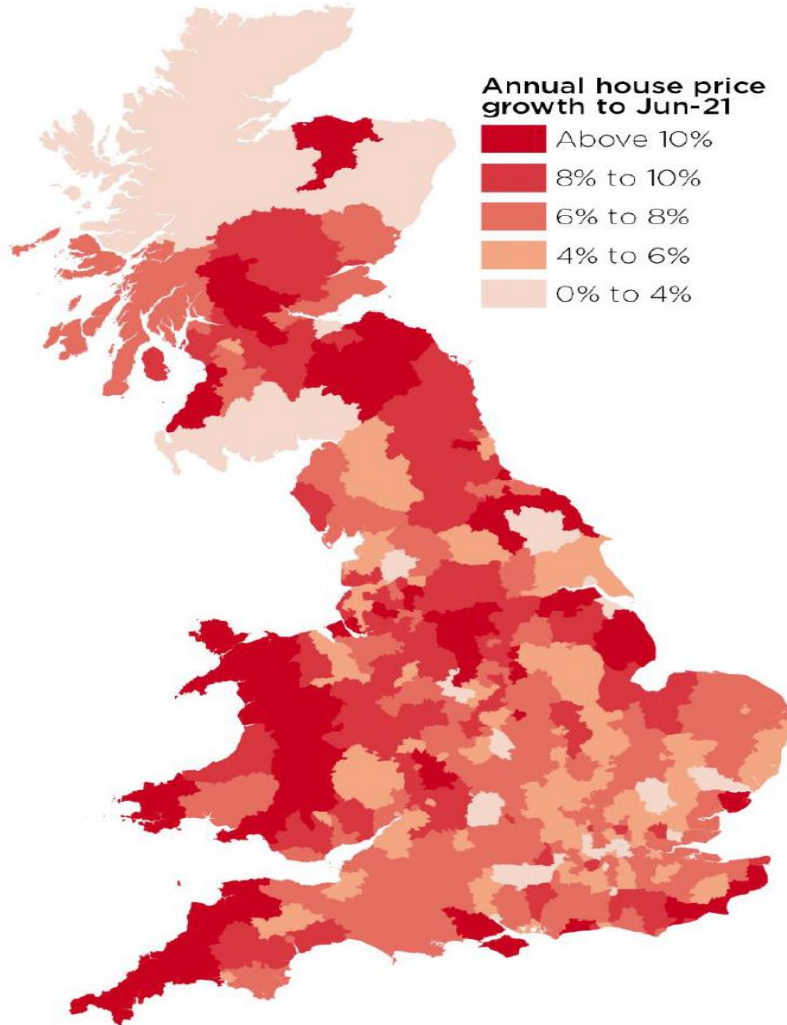 Annual house price
growth to Jun-21
Above 10%
8% to 10%
6% to 8%
4% to 6%
0% to 4%